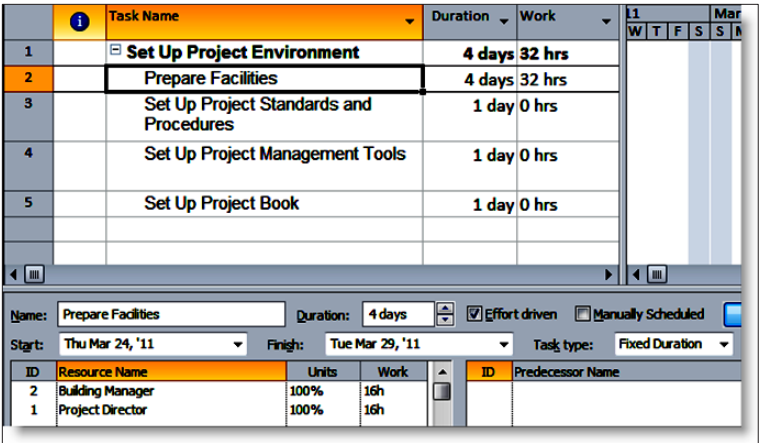 Task Name Duration Work 11 Mar
W T F S S
1 Set Up Project Environment 4 days 32 hrs
2 Prepare Facilities 4 days 32 hrs
3 Set Up Project Standards and 1 day 0 hrs
Procedures
4 Set Up Project Management Tools 1 day 0 hrs
5 Set Up Project Book 1 day 0 hrs
Name: Prepare Facilities Duration: 4 days Effort driven Manually Scheduled
Start: Thu Mar 24, '11 Finish: Tue Mar 29, '11 Task type: Fixed Duration
ID Resource Name Units Work ID Predecessor Name
2 Building Manager 100% 16h
1 Project Director 100% 16h